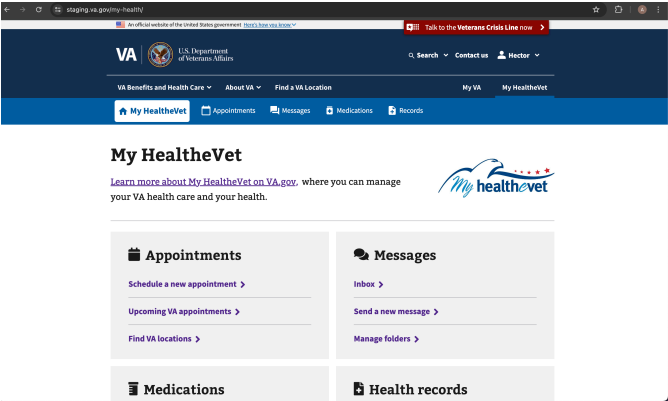 staging.va.gov/my-health/
An official website of the United States government Here's how you know
Talk to the Veterans Crisis Line now
VA
U.S. Department
of Veterans Affairs
Search Contact us Hector
VA Benefits and Health Care About VA Find a VA Location My VA My HealtheVet
My HealtheVet Appointments Messages Medications Records
My HealtheVet
Learn more about My HealtheVet on VA.gov, where you can manage
your VA health care and your health.
My healthevet
Appointments
Schedule a new appointment
Upcoming VA appointments
Find VA locations
Messages
Inbox
Send a new message
Manage folders
Medications
Health records